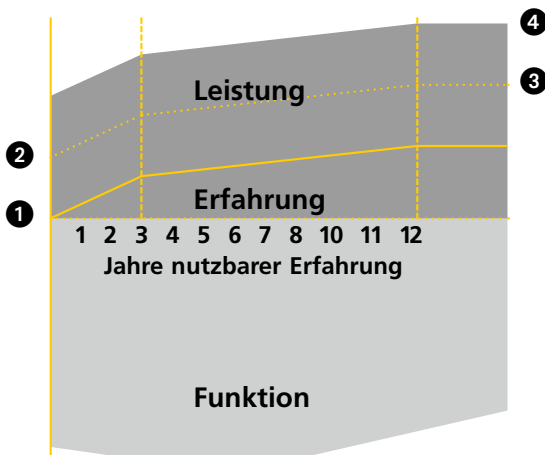 4
Leistung
3
2
Erfahrung
1
1 2 3 4 5 6 7 8 10 11 12
Jahre nutzbarer Erfahrung
Funktion